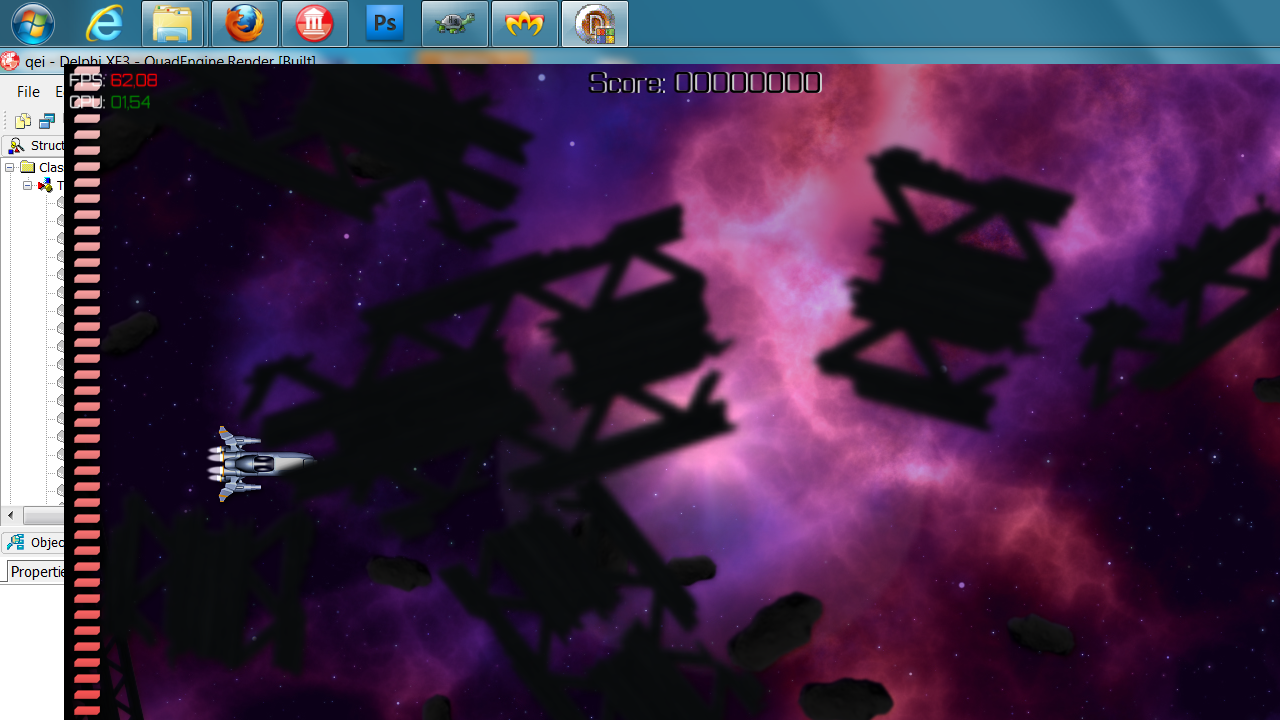 Ps
qei - Delphi XE3 - QuadEngine.Render [Built]
FPS: 62,08
Score: 00000000
File E
CPU: 01,54
Struct
Clas
T
Objec
Propertie